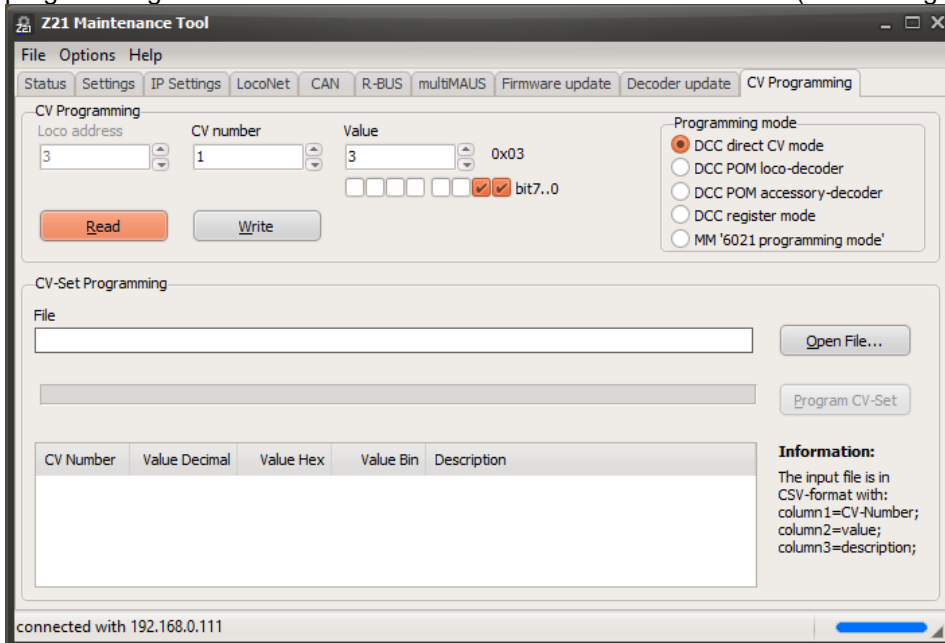 Z21 Maintenance Tool
File Options Help
Status Settings IP Settings LocoNet CAN R-BUS multiMAUS Firmware update Decoder update CV Programming
CV Programming
Loco address CV number Value
3 1 3 0x03
bit7..0
Read Write
Programming mode
DCC direct CV mode
DCC POM loco-decoder
DCC POM accessory-decoder
DCC register mode
MM '6021 programming mode'
CV-Set Programming
File
Open File...
Program CV-Set
CV Number Value Decimal Value Hex Value Bin Description
Information:
The input file is in
CSV-format with:
column1=CV-Number;
column2=value;
column3=description;
connected with 192.168.0.111